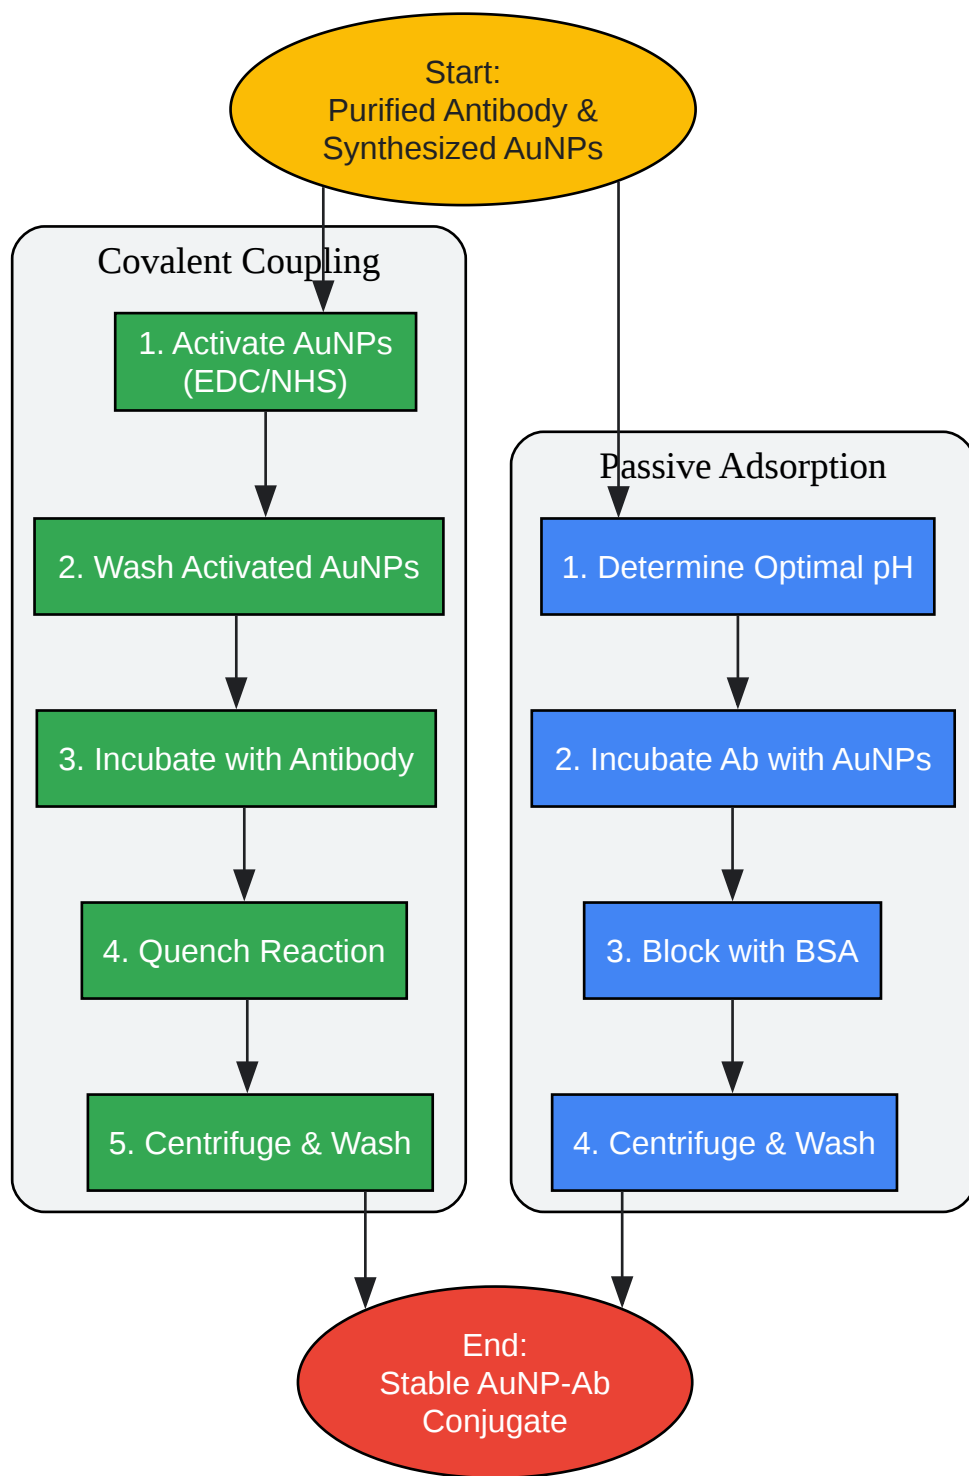 Start:
Purified Antibody &
Synthesized AuNPs
Covalent Coupling
1. Activate AuNPs
(EDC/NHS)
2. Wash Activated AuNPs
3. Incubate with Antibody
4. Quench Reaction
5. Centrifuge & Wash
Passive Adsorption
1. Determine Optimal pH
2. Incubate Ab with AuNPs
3. Block with BSA
4. Centrifuge & Wash
End:
Stable AuNP-Ab
Conjugate